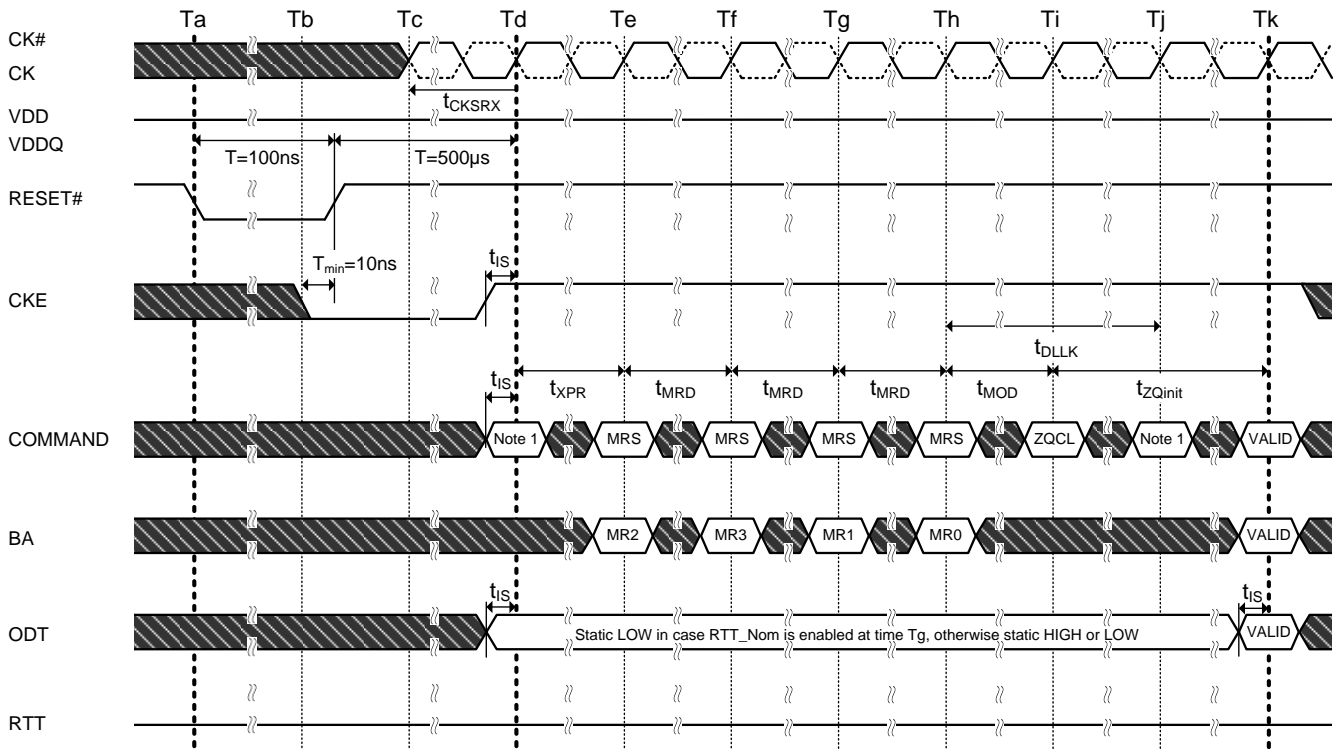 Ta Tb Tc Td Te Tf Tg Th Ti Tj Tk
CK#
CK
tCKSRX
VDD
VDDQ
T=100ns T=500µs
RESET#
Tmin=10ns tIS
CKE
tDLLK
tIS tXPR tMRD tMRD tMRD tMOD tZQinit
COMMAND Note 1 MRS MRS MRS MRS ZQCL Note 1 VALID
BA MR2 MR3 MR1 MR0 VALID
tIS tIS
ODT Static LOW in case RTT_Nom is enabled at time Tg, otherwise static HIGH or LOW VALID
RTT